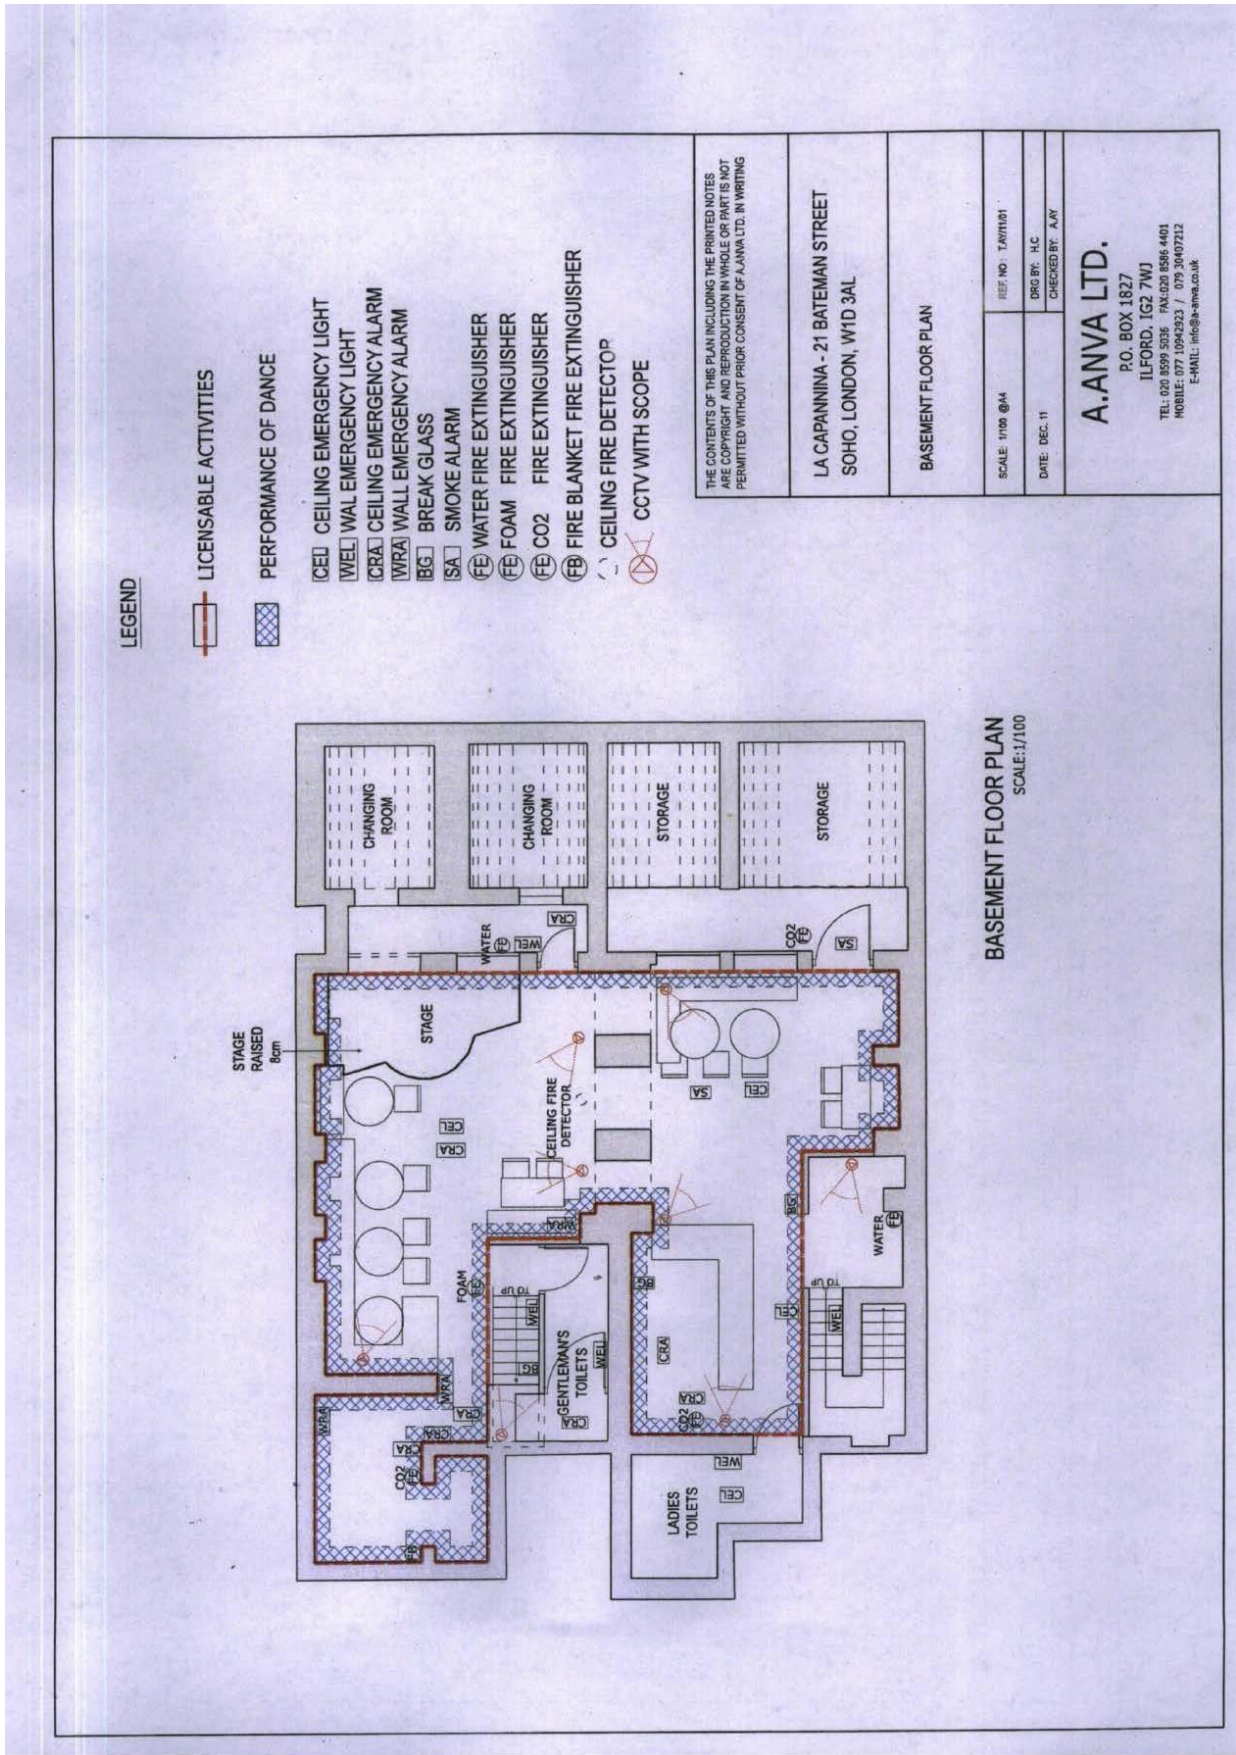 LEGEND
LICENSABLE ACTIVITIES
PERFORMANCE OF DANCE
CEL CEILING EMERGENCY LIGHT
WEL WAL EMERGENCY LIGHT
CRA CEIBLING EMERGENCY ALARM
WRA WALL EMERGENCY ALARM
BG BREAK GLASS
SA SMOKE ALARM
FE WATER FIRE EXTINGUISHER
FE FOAM FIRE EXTINGUISHER
FE CO2 FIRE EXTINGUISHER
FB FIRE BLANKET FIRE EXTINGUISHER
CEILING FIRE DETECTOR
CCTV WITH SCOPE
STAGE
RAISED
8cm
STAGE
CHANGING
ROOM
CHANGING
ROOM
STORAGE
STORAGE
WATER
FE
WEL
CRA
CO2
FE
SA
CEL
CRA
CEILING FIRE
DETECTOR
SA
CEL
WRA
FOAM
FE
TO UP
WEL
BG
GENTLEMAN'S
TOILETS
WEL
CRA
WRA
WRA
CRA
CRA
CRA
CO2
FE
FB
BG
CRA
CRA
CO2
FE
CEL
BG
WATER
FB
TO UP
WEL
WEL
CEL
LADIES
TOILETS
BASEMENT FLOOR PLAN
SCALE:1/100
THE CONTENTS OF THIS PLAN INCLUDING THE PRINTED NOTES
ARE COPYRIGHT AND REPRODUCTION IN WHOLE OR PART IS NOT
PERMITTED WITHOUT PRIOR CONSENT OF A.ANVA LTD. IN WRITING
LA CAPANNINA - 21 BATEMAN STREET
SOHO, LONDON, W1D 3AL
BASEMENT FLOOR PLAN
SCALE: 1/100 @A4
REF. NO: T.AY/11/01
DATE: DEC. 11
DRG BY: H.C
CHECKED BY: A.AY
A.ANVA LTD.
P.O. BOX 1827
ILFORD, IG2 7WJ
TEL: 020 8599 5036 FAX:020 8586 4401
MOBILE: 077 10942923 / 079 30407212
E-MAIL: info@a-anva.co.uk